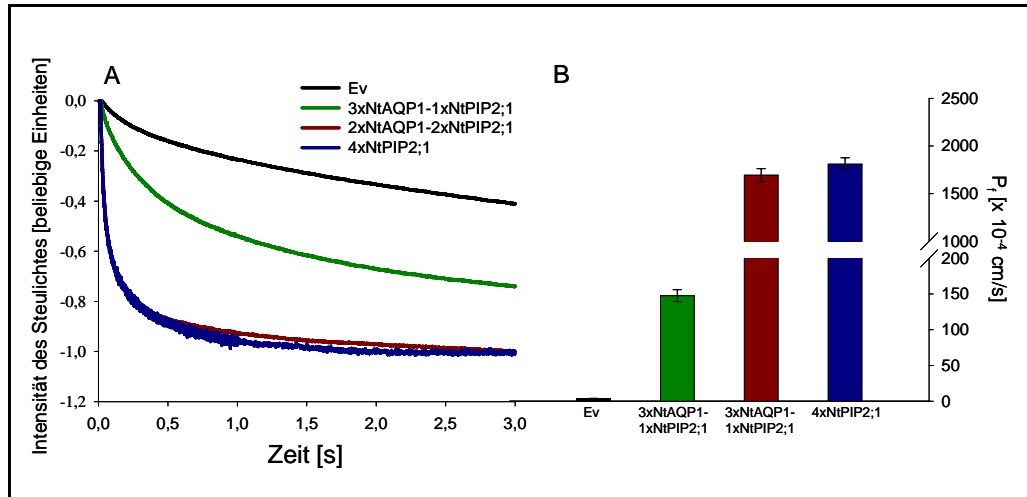 A
B
Ev
3xNtAQP1-1xNtPIP2;1
2xNtAQP1-2xNtPIP2;1
4xNtPIP2;1
Intensität des Steulichtes [beliebige Einheiten]
0,0
-0,2
-0,4
-0,6
-0,8
-1,0
-1,2
0,0 0,5 1,0 1,5 2,0 2,5 3,0
Zeit [s]
2500
2000
1500
1000
200
150
100
50
0
Pf [x 10-4 cm/s]
Ev 3xNtAQP1- 3xNtAQP1- 4xNtPIP2;1
1xNtPIP2;1 1xNtPIP2;1